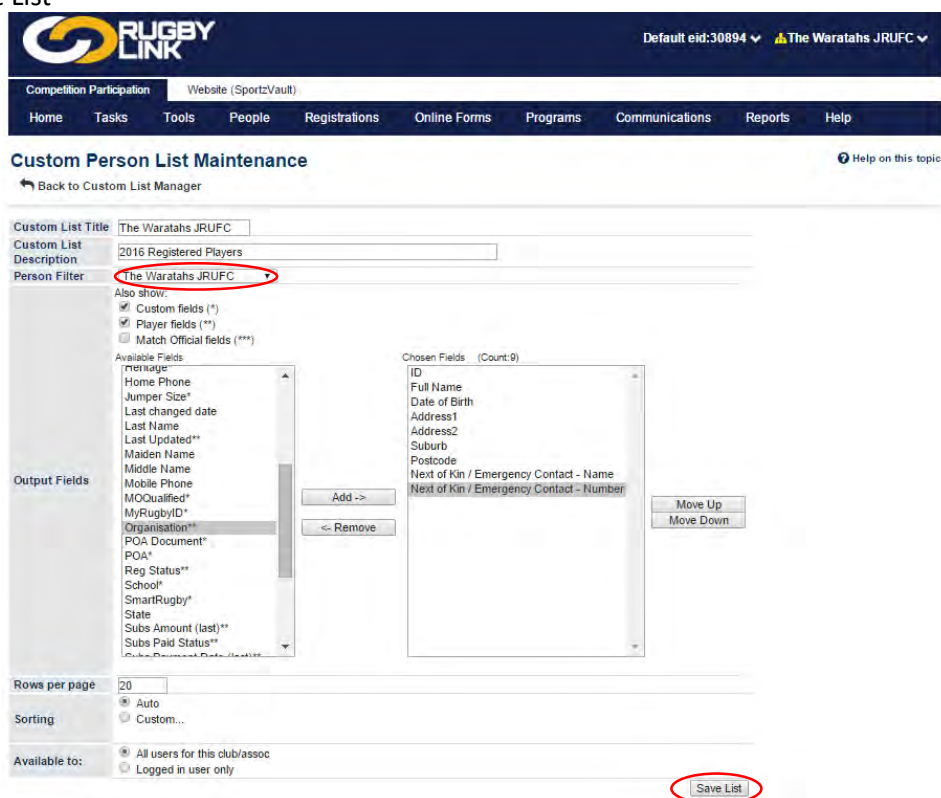 RUGBY
LINK
Default eid:30894 The Waratahs JRUFC
Competition Participation Website (SportzVault)
Home Tasks Tools People Registrations Online Forms Programs Communications Reports Help
Custom Person List Maintenance
Help on this topic
Back to Custom List Manager
Custom List Title The Waratahs JRUFC
Custom List
Description
2016 Registered Players
Person Filter The Waratahs JRUFC
Also show:
Custom fields (*)
Player fields (**)
Match Official fields (***)
Output Fields
Available Fields
Heritage*
Home Phone
Jumper Size*
Last changed date
Last Name
Last Updated**
Maiden Name
Middle Name
Mobile Phone
MOQualified*
MyRugbyID*
Organisation**
POA Document*
POA*
Reg Status**
School*
SmartRugby*
State
Subs Amount (last)**
Subs Paid Status**
Subs Payment Date (last)**
Add ->
<- Remove
Chosen Fields (Count:9)
ID
Full Name
Date of Birth
Address1
Address2
Suburb
Postcode
Next of Kin / Emergency Contact - Name
Next of Kin / Emergency Contact - Number
Move Up
Move Down
Rows per page 20
Sorting
Auto
Custom...
Available to:
All users for this club/assoc
Logged in user only
Save List